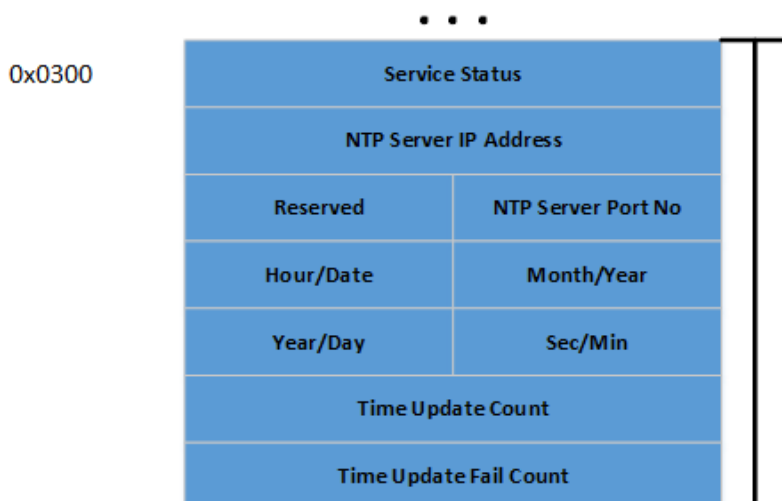 • • •
0x0300
Service Status
NTP Server IP Address
Reserved NTP Server Port No
Hour/Date Month/Year
Year/Day Sec/Min
Time Update Count
Time Update Fail Count